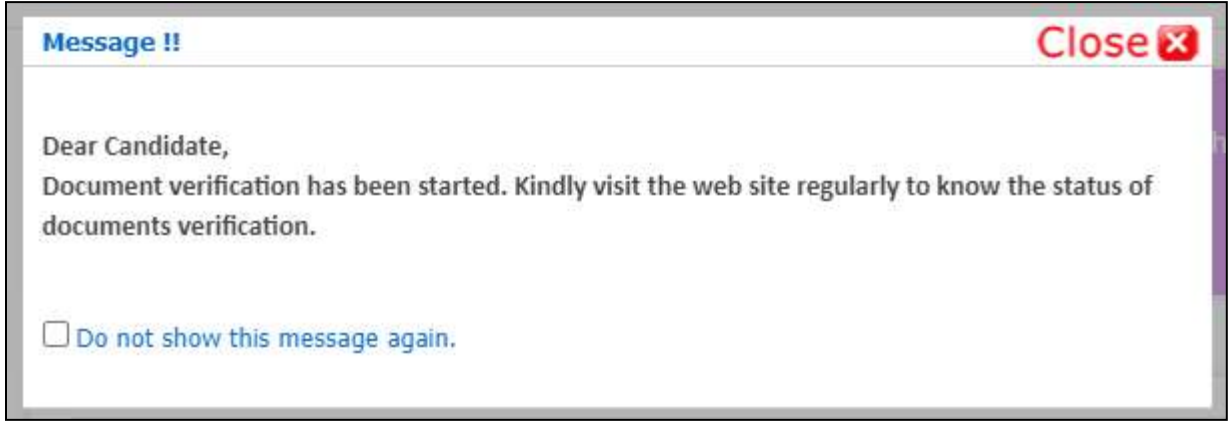 Message !!
Close
Dear Candidate,
Document verification has been started. Kindly visit the web site regularly to know the status of
documents verification.
Do not show this message again.